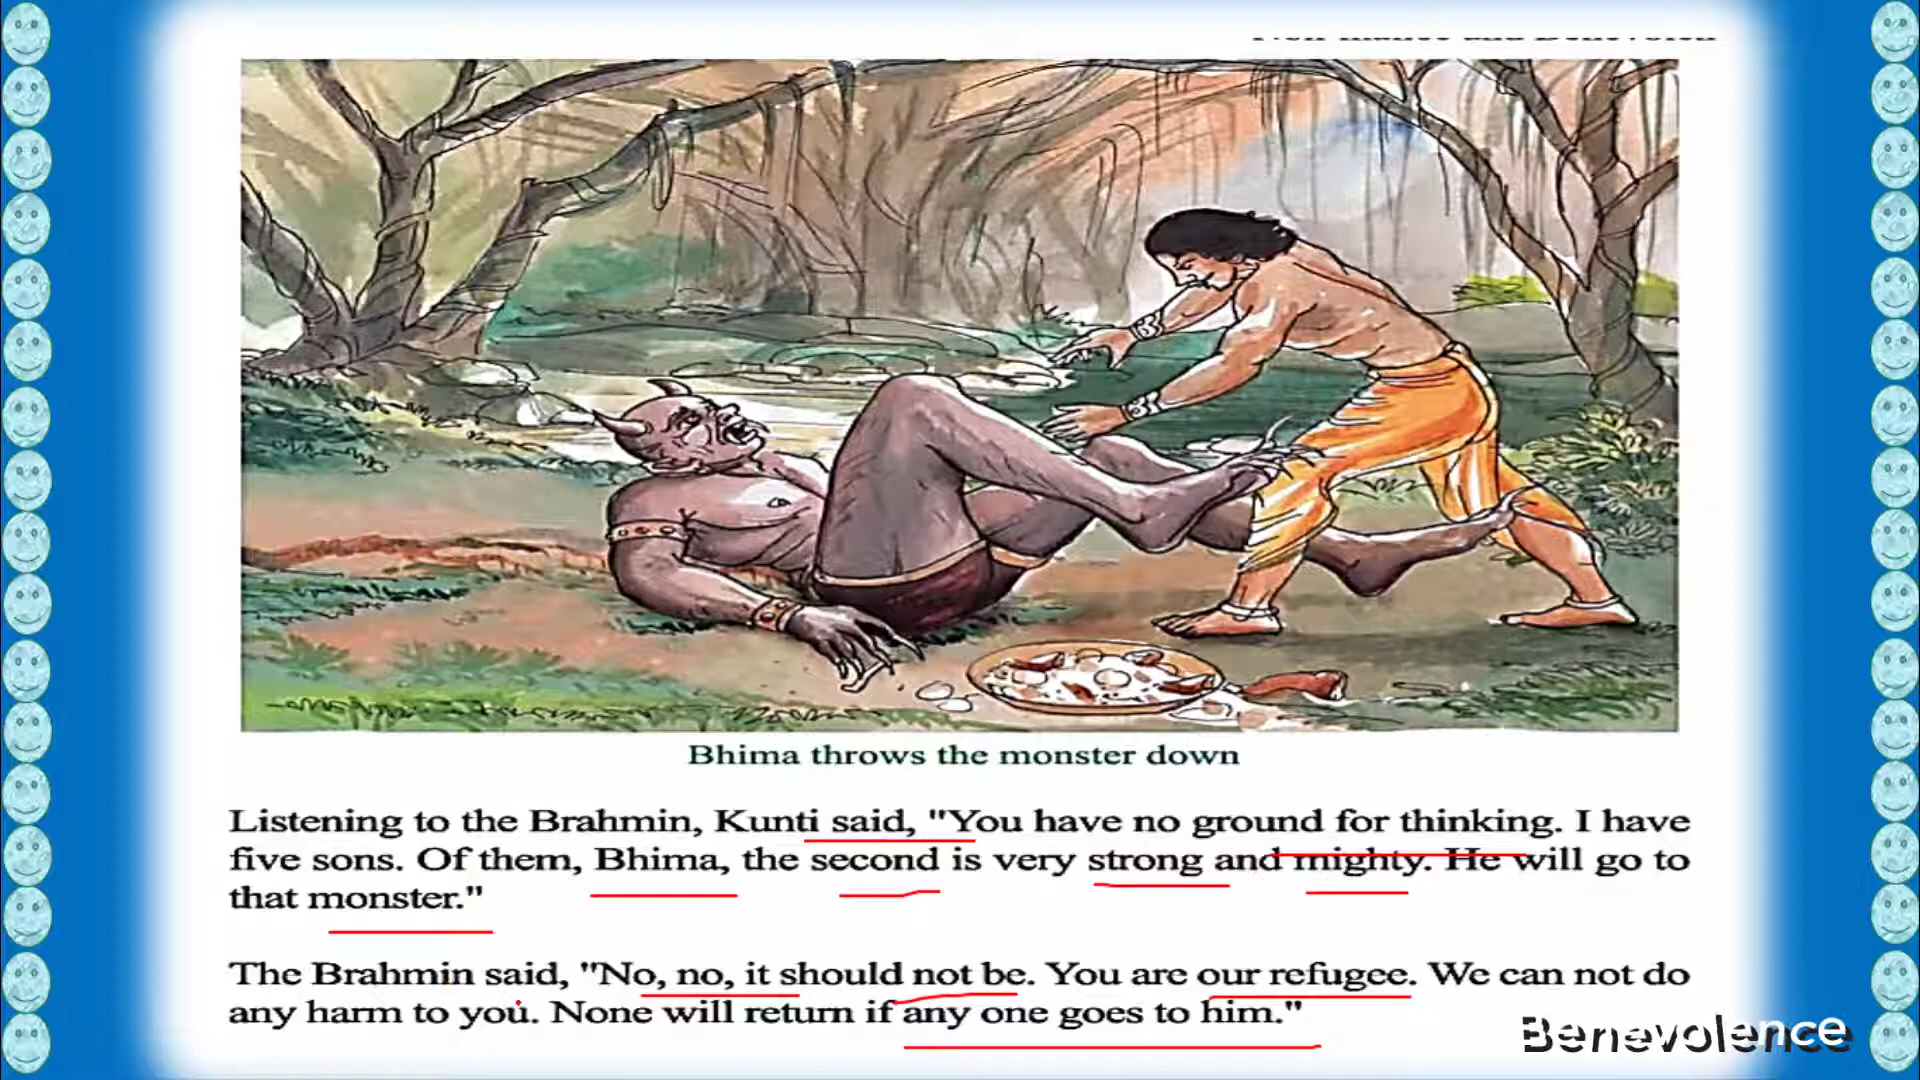 Bhima throws the monster down
Listening to the Brahmin, Kunti said, "You have no ground for thinking. I have
five sons. Of them, Bhima, the second is very strong and mighty. He will go to
that monster."
The Brahmin said, "No, no, it should not be. You are our refugee. We can not do
any harm to you. None will return if any one goes to him."
Benevolence